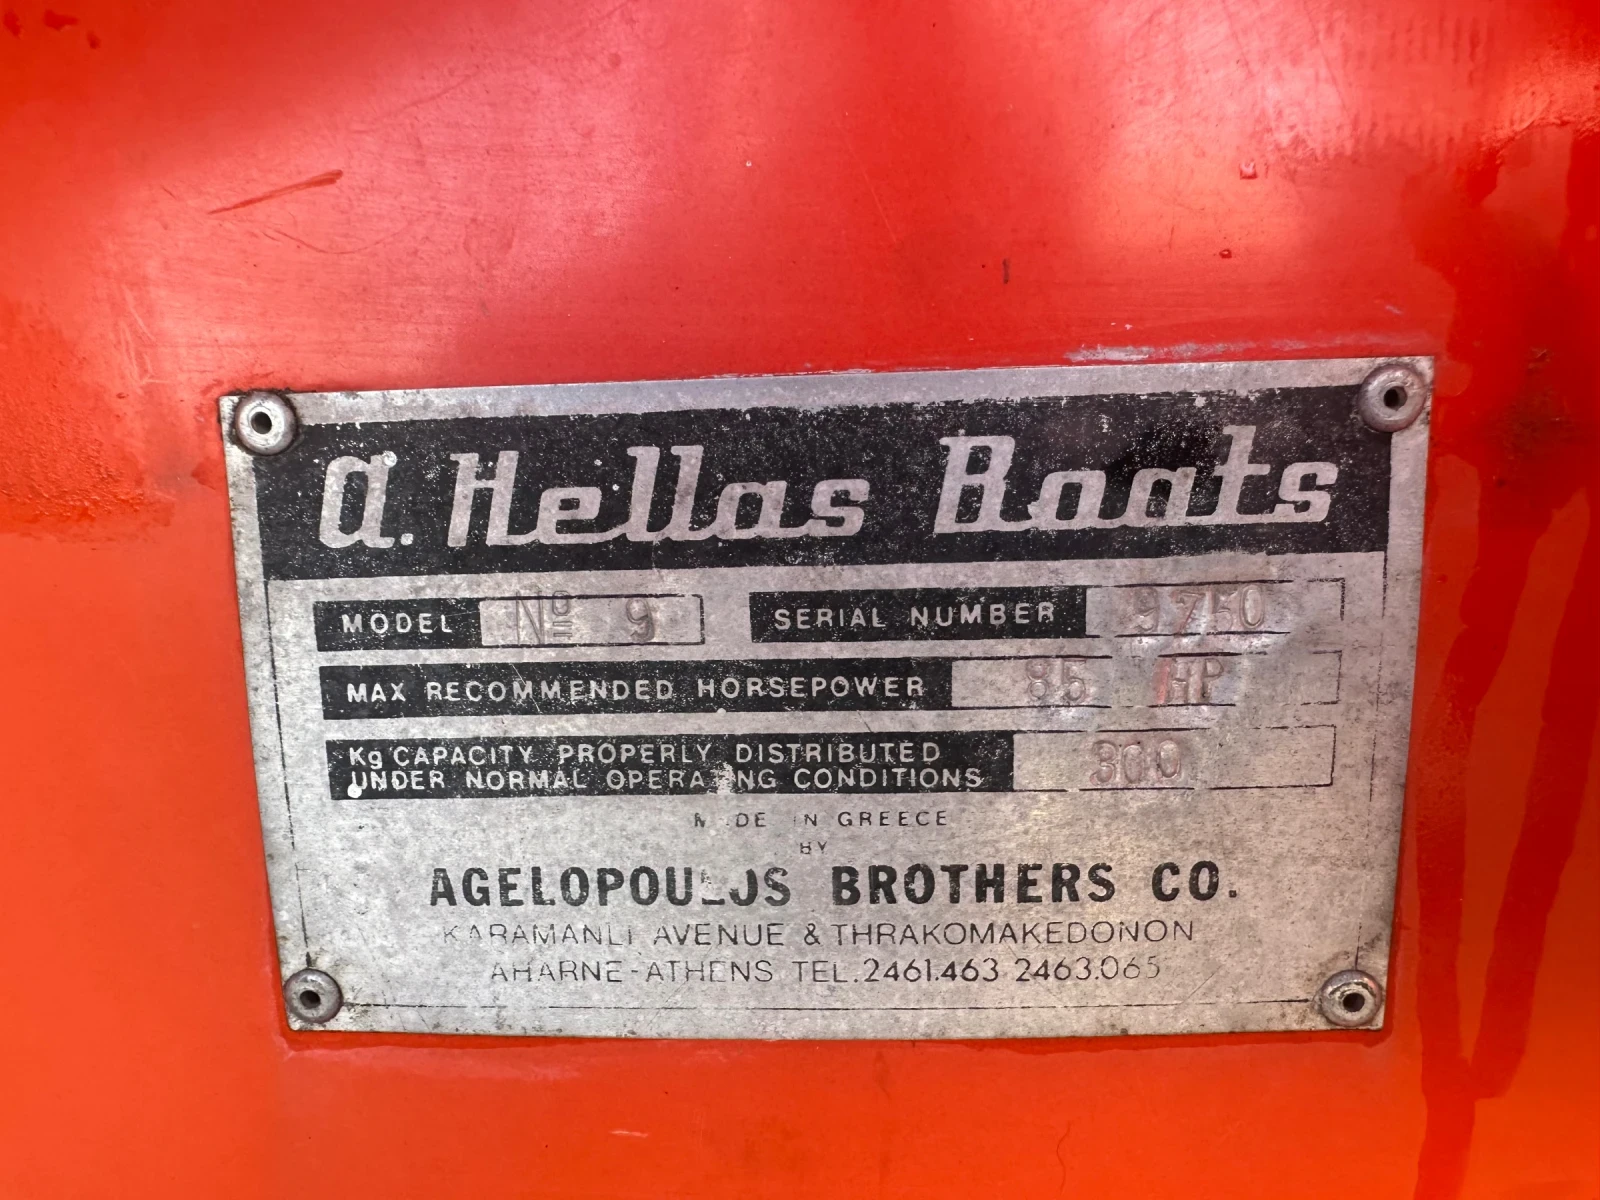 a. Hellas Boats
MODEL Nº 9 SERIAL NUMBER 9750
MAX RECOMMENDED HORSEPOWER 85 HP
Kg CAPACITY PROPERLY DISTRIBUTED
UNDER NORMAL OPERATING CONDITIONS 300
MADE IN GREECE
BY
AGELOPOULOS BROTHERS CO.
KARAMANLI AVENUE & THRAKOMAKEDONON
AHARNE-ATHENS TEL.2461.463 2463.065